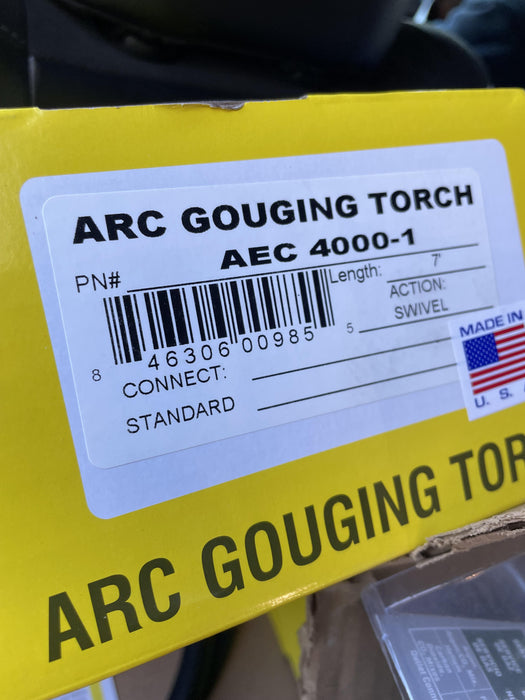 ARC GOUGING TORCH
PN# AEC 4000-1
Length: 7'
ACTION:
SWIVEL
8 46306 00985 5
CONNECT:
STANDARD
MADE IN
U. S. A
ARC GOUGING TOR